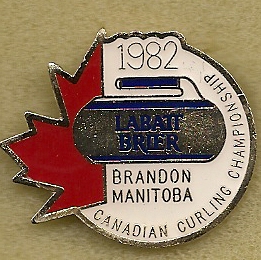 1982
LABATT
BRIER
BRANDON
MANITOBA
CANADIAN CURLING CHAMPIONSHIP